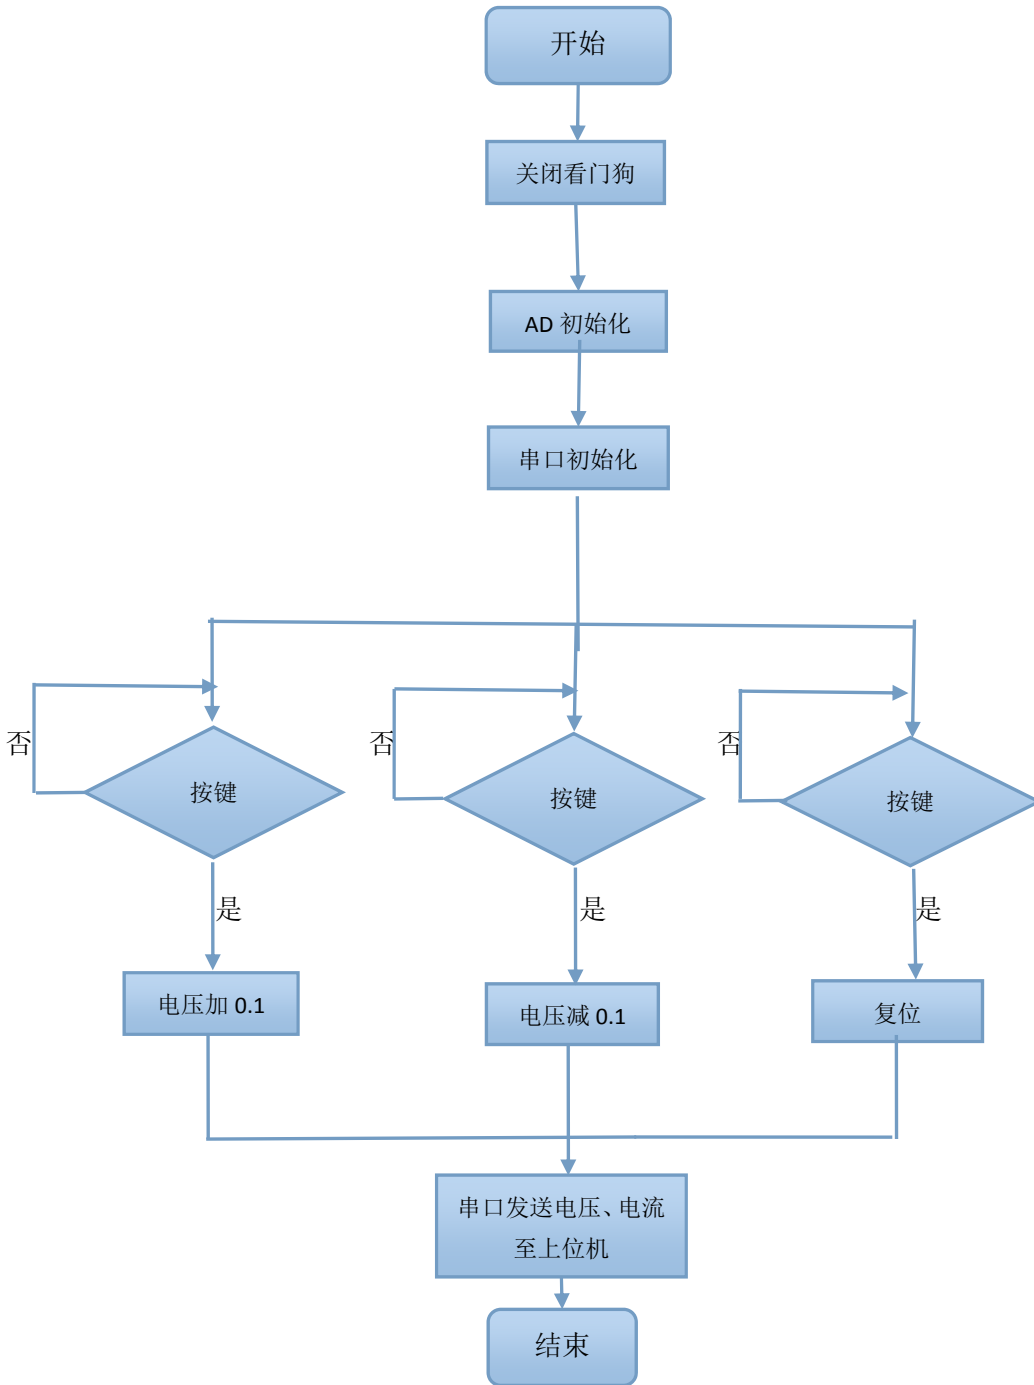 开始
关闭看门狗
AD 初始化
串口初始化
否
否
否
按键
按键
按键
是
是
是
电压加 0.1
电压减 0.1
复位
串口发送电压、电流
至上位机
结束